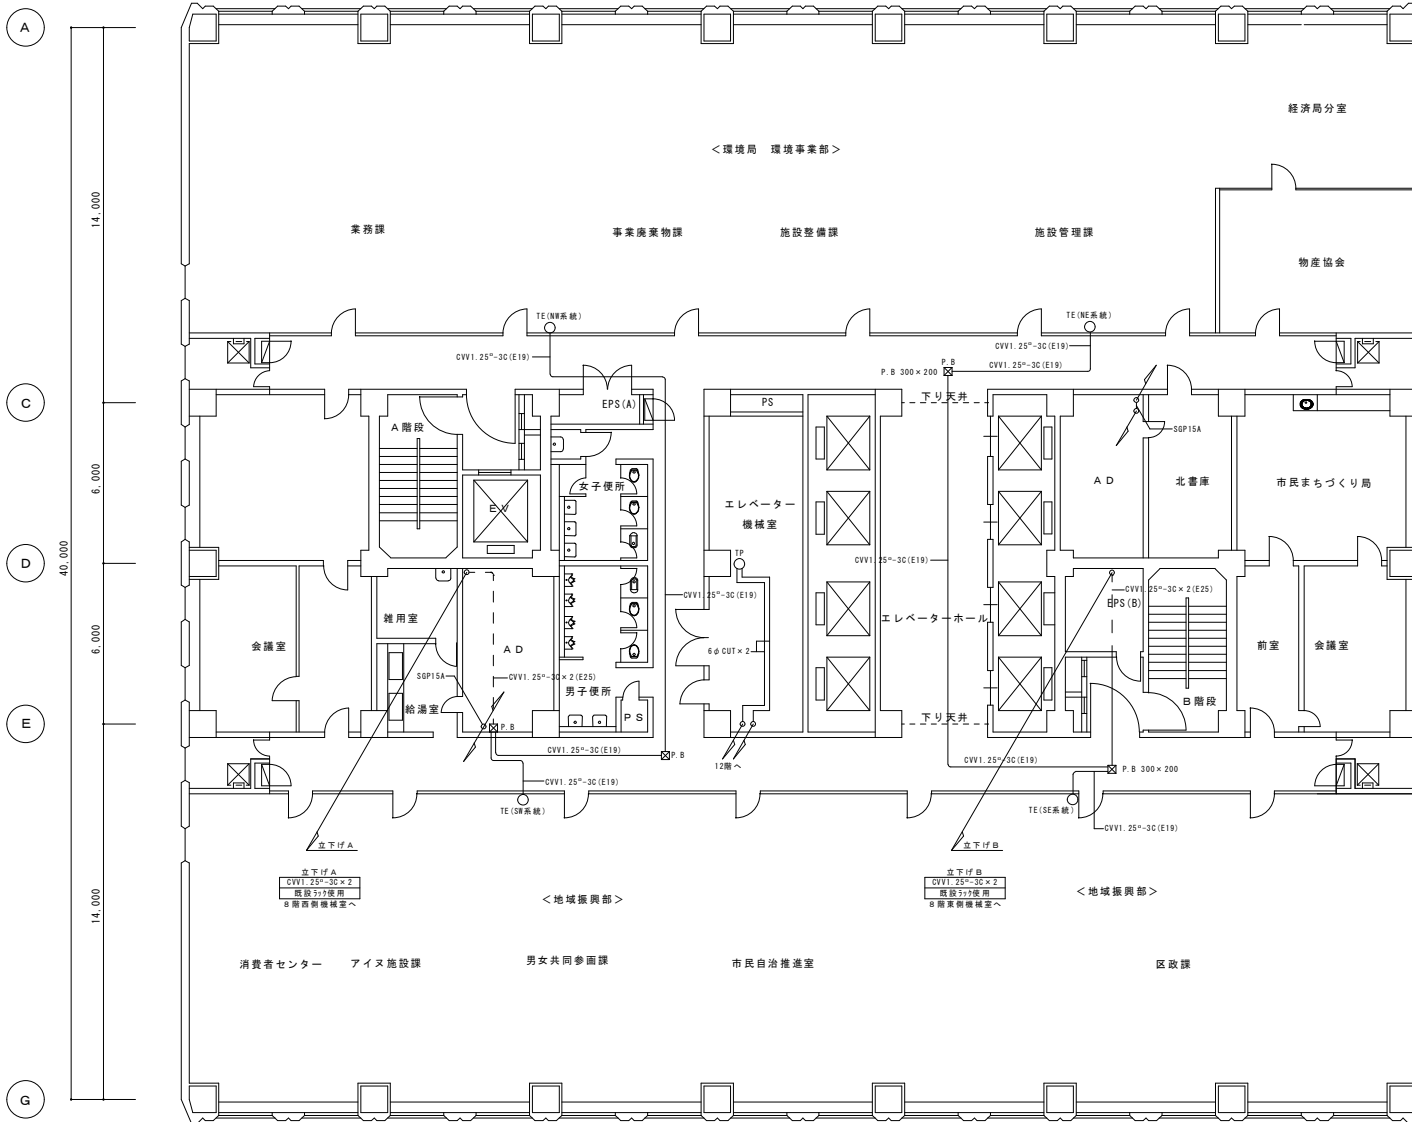 A
経済局分室
＜環境局　環境事業部＞
14,000
業務課
事業廃棄物課
施設整備課
施設管理課
物産協会
TE(NW系統)
TE(NE系統)
CVV1.25°-3C(E19)
CVV1.25°-3C(E19)
P.B
CVV1.25°-3C(E19)
P.B 300×200
C
EPS(A)
PS
下り天井
A階段
SGP15A
6,000
女子便所
エレベーター
機械室
AD
北書庫
市民まちづくり局
EV
40,000
D
TP
CVV1.25°-3C(E19)
CVV1.25°-3C×2(E25)
CVV1.25°-3C(E19)
EPS(B)
雑用室
エレベーターホール
6,000
会議室
AD
6φCUT×2
前室
会議室
SGP15A
CVV1.25°-3C×2(E25)
男子便所
給湯室
PS
B階段
E
P.B
下り天井
CVV1.25°-3C(E19)
P.B
12階へ
CVV1.25°-3C(E19)
P.B 300×200
CVV1.25°-3C(E19)
TE(SW系統)
TE(SE系統)
CVV1.25°-3C(E19)
立下げA
立下げB
立下げA
CVV1.25°-3C×2
既設ラック使用
8階西側機械室へ
立下げB
CVV1.25°-3C×2
既設ラック使用
8階東側機械室へ
14,000
＜地域振興部＞
＜地域振興部＞
消費者センター
アイヌ施設課
男女共同参画課
市民自治推進室
区政課
G